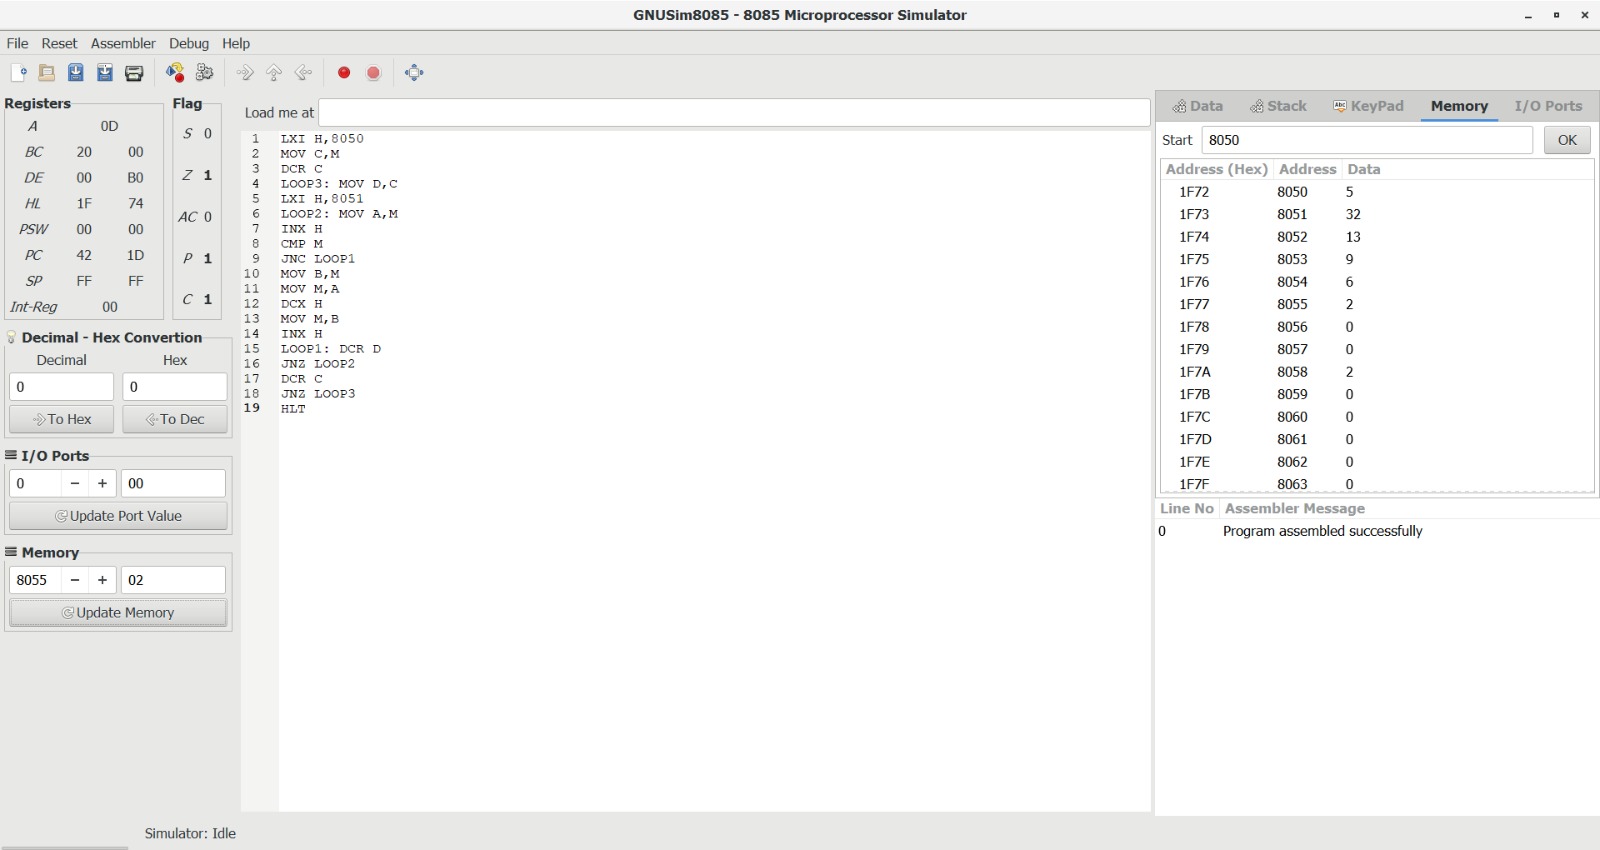 GNUSim8085 - 8085 Microprocessor Simulator
File Reset Assembler Debug Help
Registers
A 0D
BC 20 00
DE 00 B0
HL 1F 74
PSW 00 00
PC 42 1D
SP FF FF
Int-Reg 00
Flag
S 0
Z 1
AC 0
P 1
C 1
Decimal - Hex Convertion
Decimal Hex
0 0
To Hex To Dec
I/O Ports
0 - + 00
Update Port Value
Memory
8055 - + 02
Update Memory
Load me at
1 LXI H,8050
2 MOV C,M
3 DCR C
4 LOOP3: MOV D,C
5 LXI H,8051
6 LOOP2: MOV A,M
7 INX H
8 CMP M
9 JNC LOOP1
10 MOV B,M
11 MOV M,A
12 DCX H
13 MOV M,B
14 INX H
15 LOOP1: DCR D
16 JNZ LOOP2
17 DCR C
18 JNZ LOOP3
19 HLT
Data Stack Abc KeyPad Memory I/O Ports
Start 8050 OK
Address (Hex) Address Data
1F72 8050 5
1F73 8051 32
1F74 8052 13
1F75 8053 9
1F76 8054 6
1F77 8055 2
1F78 8056 0
1F79 8057 0
1F7A 8058 2
1F7B 8059 0
1F7C 8060 0
1F7D 8061 0
1F7E 8062 0
1F7F 8063 0
Line No Assembler Message
0 Program assembled successfully
Simulator: Idle